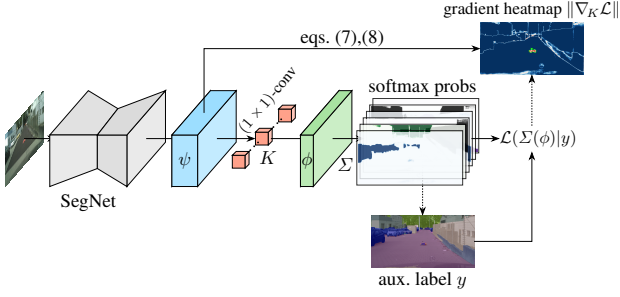 gradient heatmap ‖∇_K 𝓛‖
eqs. (7),(8)
softmax probs
(1 × 1)-conv
ψ
K
ϕ
Σ
𝓛(Σ(ϕ)|y)
SegNet
aux. label y